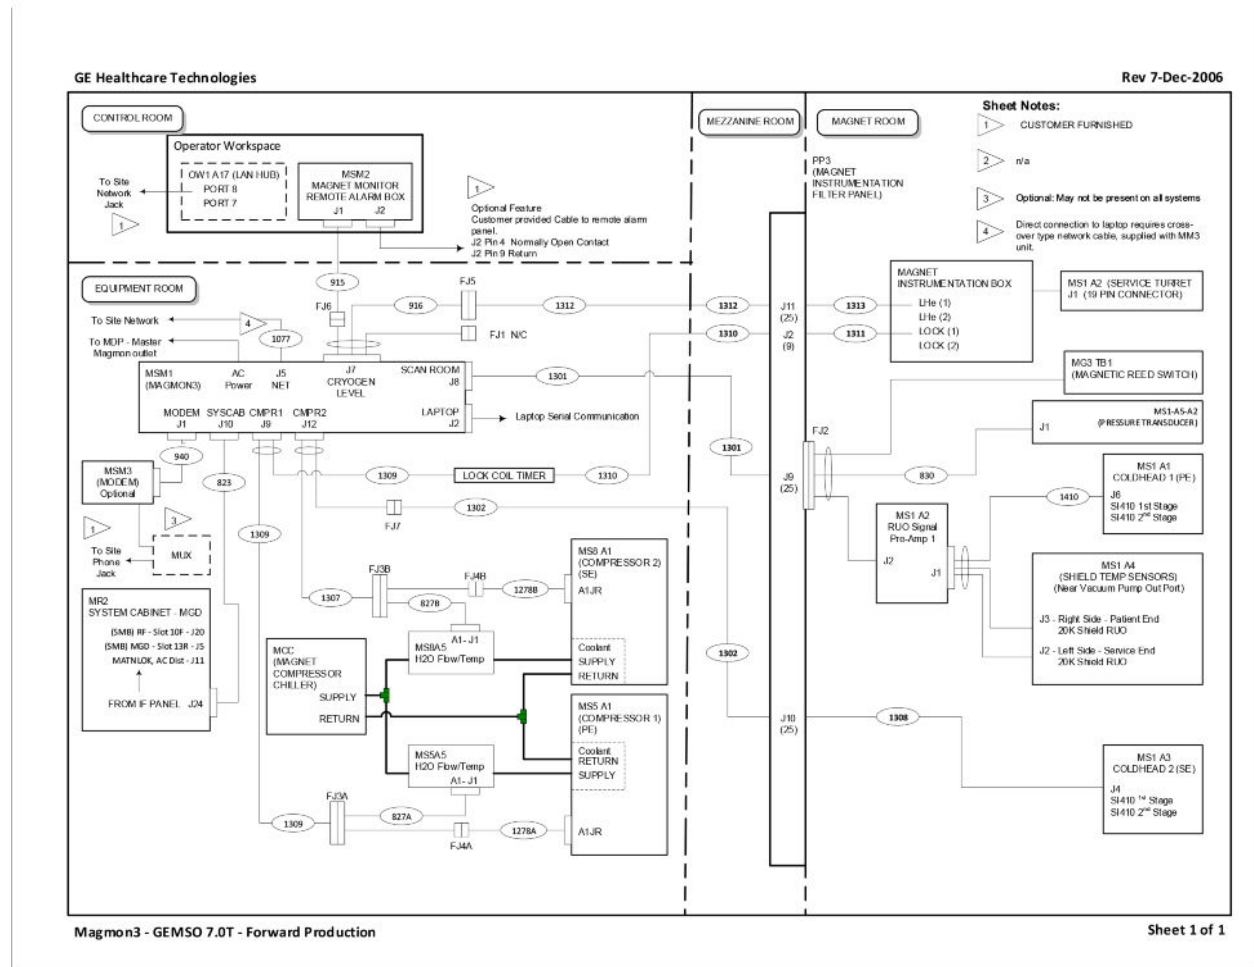 GE Healthcare Technologies
Rev 7-Dec-2006
CONTROL ROOM
MEZZANINE ROOM
MAGNET ROOM
Sheet Notes:
1 CUSTOMER FURNISHED
2 n/a
3 Optional: May not be present on all systems
4 Direct connection to laptop requires cross-
over type network cable, supplied with MM3
unit.
Operator Workspace
OW1 A17 (LAN HUB)
PORT 8
PORT 7
To Site
Network
Jack
1
MSM2
MAGNET MONITOR
REMOTE ALARM BOX
J1 J2
1
Optional Feature
Customer provided Cable to remote alarm
panel.
J2 Pin 4 Normally Open Contact
J2 Pin 9 Return
PP3
(MAGNET
INSTRUMENTATION
FILTER PANEL)
EQUIPMENT ROOM
915
FJ6
916
FJ5
1312
1312
J11
(25)
1313
FJ1 N/C
1310
J2
(9)
1311
MAGNET
INSTRUMENTATION BOX
LHe (1)
LHe (2)
LOCK (1)
LOCK (2)
MS1 A2 (SERVICE TURRET
J1 (19 PIN CONNECTOR)
To Site Network
4
1077
To MDP - Master
Magmon outlet
MSM1
(MAGMON3)
AC
Power
J5
NET
J7
CRYOGEN
LEVEL
SCAN ROOM
J8
1301
LAPTOP
J2
Laptop Serial Communication
MODEM
J1
SYSCAB
J10
CMPR1
J9
CMPR2
J12
MG3 TB1
(MAGNETIC REED SWITCH)
FJ2
MS1-A5-A2
(PRESSURE TRANSDUCER)
J1
940
1301
J9
(25)
830
MSM3
(MODEM)
Optional
823
1309
LOCK COIL TIMER
1310
MS1 A1
COLDHEAD 1 (PE)
J6
SI410 1st Stage
SI410 2nd Stage
1410
1302
FJ7
MS1 A2
RUO Signal
Pre-Amp 1
J2
J1
1
3
1309
To Site
Phone
Jack
MUX
MS8 A1
(COMPRESSOR 2)
(SE)
A1JR
Coolant
SUPPLY
RETURN
FJ3B
FJ4B
1278B
827B
1307
MS1 A4
(SHIELD TEMP SENSORS)
(Near Vacuum Pump Out Port)
J3 - Right Side - Patient End
20K Shield RUO
J2 - Left Side - Service End
20K Shield RUO
MR2
SYSTEM CABINET - MGD
(SMB) RF - Slot 10F - J20
(SMB) MGD - Slot 13R - J5
MATNLOK, AC Dist - J11
FROM IF PANEL J24
A1- J1
MS8A5
H2O Flow/Temp
MCC
(MAGNET
COMPRESSOR
CHILLER)
SUPPLY
RETURN
1302
J10
(25)
1308
MS5 A1
(COMPRESSOR 1)
(PE)
Coolant
RETURN
SUPPLY
A1JR
MS5A5
H2O Flow/Temp
A1- J1
MS1 A3
COLDHEAD 2 (SE)
J4
SI410 1st Stage
SI410 2nd Stage
FJ3A
827A
1309
FJ4A
1278A
Magmon3 - GEMSO 7.0T - Forward Production
Sheet 1 of 1